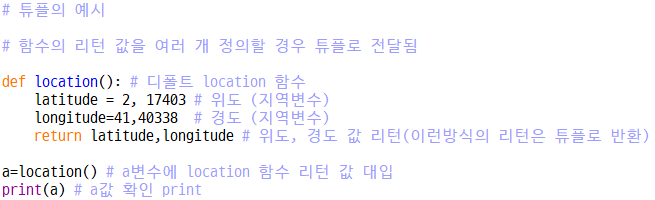 # 튜플의 예시
# 함수의 리턴 값을 여러 개 정의할 경우 튜플로 전달됨
def location(): # 디폴트 location 함수
latitude = 2, 17403 # 위도 (지역변수)
longitude=41,40338 # 경도 (지역변수)
return latitude,longitude # 위도, 경도 값 리턴(이런방식의 리턴은 튜플로 반환)
a=location() # a변수에 location 함수 리턴 값 대입
print(a) # a값 확인 print